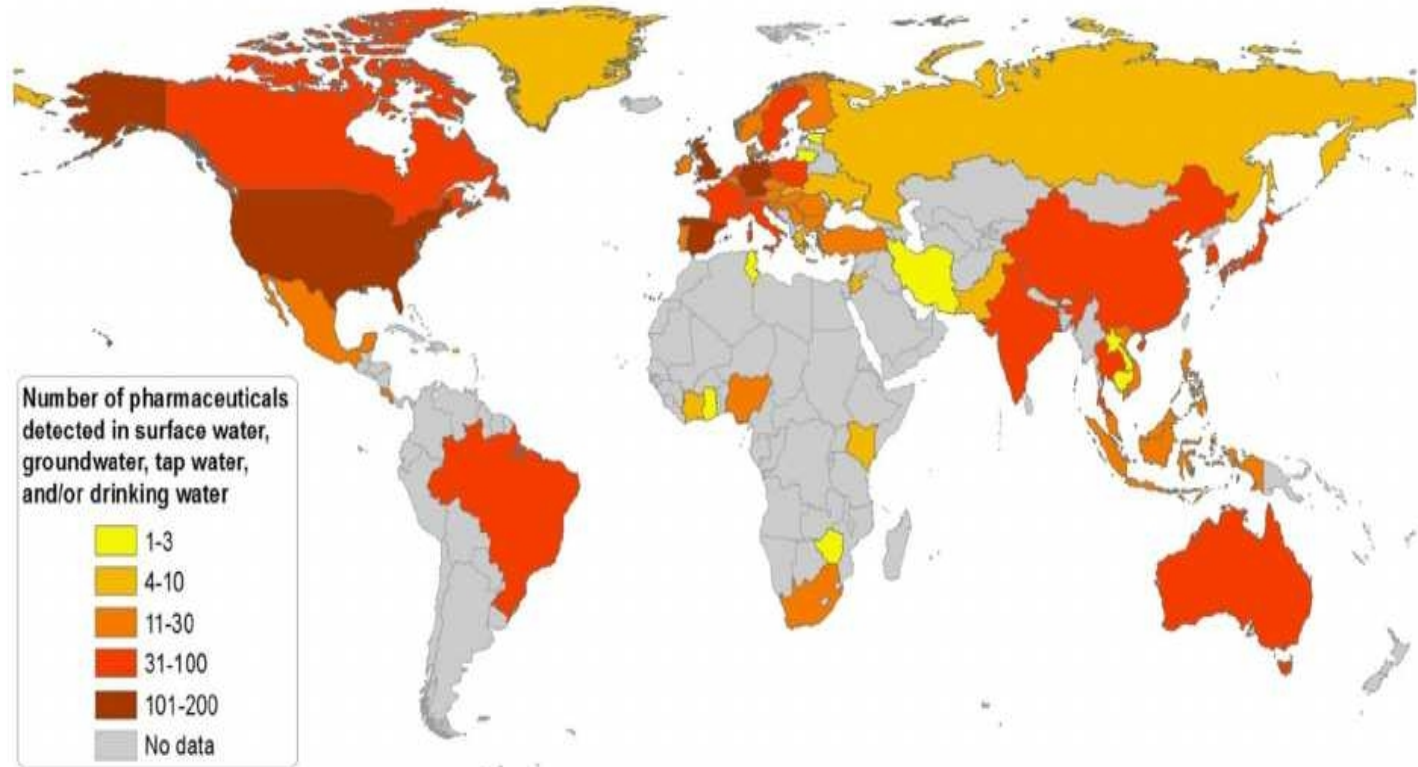 Number of pharmaceuticals
detected in surface water,
groundwater, tap water,
and/or drinking water
1-3
4-10
11-30
31-100
101-200
No data